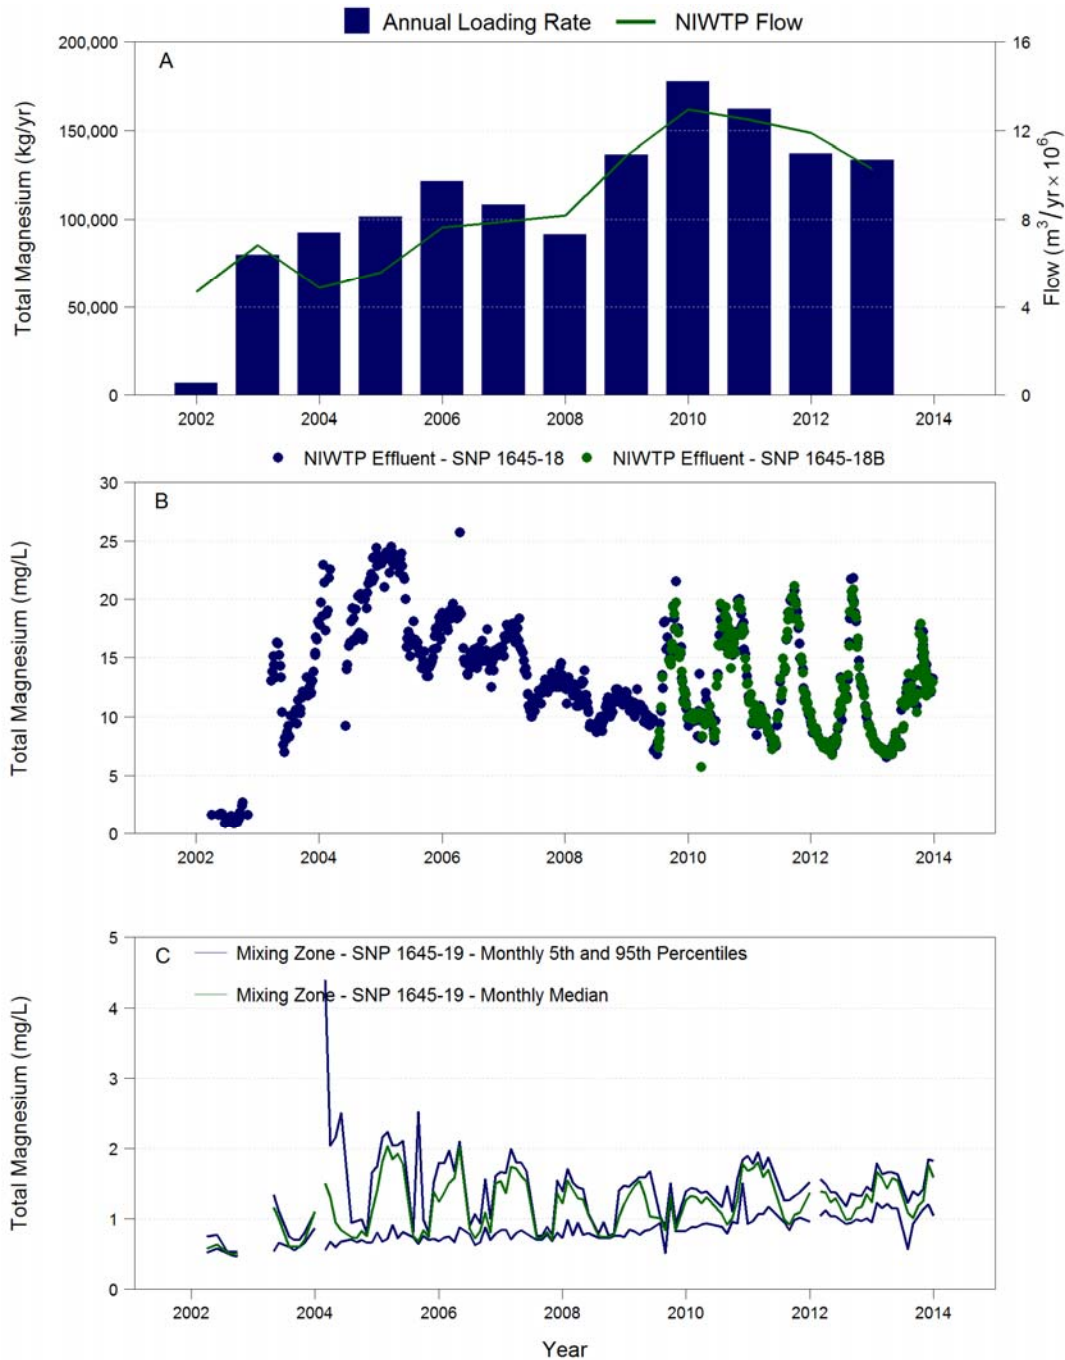 Annual Loading Rate NIWTP Flow
A
Total Magnesium (kg/yr)
200,000
150,000
100,000
50,000
0
16
12
8
4
0
Flow (m³/yr × 10⁶)
2002 2004 2006 2008 2010 2012 2014
NIWTP Effluent - SNP 1645-18 NIWTP Effluent - SNP 1645-18B
B
Total Magnesium (mg/L)
30
25
20
15
10
5
0
2002 2004 2006 2008 2010 2012 2014
C
Mixing Zone - SNP 1645-19 - Monthly 5th and 95th Percentiles
Mixing Zone - SNP 1645-19 - Monthly Median
Total Magnesium (mg/L)
5
4
3
2
1
0
2002 2004 2006 2008 2010 2012 2014
Year